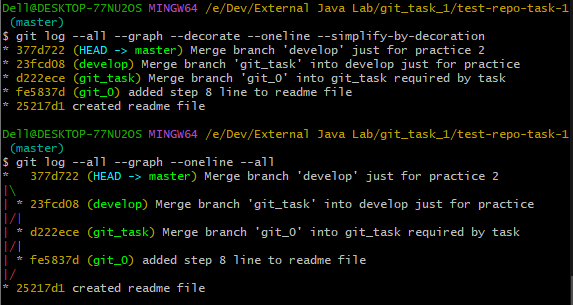 Dell@DESKTOP-77NU2OS MINGW64 /e/Dev/External Java Lab/git_task_1/test-repo-task-1
(master)
$ git log --all --graph --decorate --oneline --simplify-by-decoration
* 377d722 (HEAD -> master) Merge branch 'develop' just for practice 2
* 23fcd08 (develop) Merge branch 'git_task' into develop just for practice
* d222ece (git_task) Merge branch 'git_0' into git_task required by task
* fe5837d (git_0) added step 8 line to readme file
* 25217d1 created readme file

Dell@DESKTOP-77NU2OS MINGW64 /e/Dev/External Java Lab/git_task_1/test-repo-task-1
(master)
$ git log --all --graph --oneline --all
*   377d722 (HEAD -> master) Merge branch 'develop' just for practice 2
|\
| * 23fcd08 (develop) Merge branch 'git_task' into develop just for practice
|/|
| * d222ece (git_task) Merge branch 'git_0' into git_task required by task
|/|
| * fe5837d (git_0) added step 8 line to readme file
|/
* 25217d1 created readme file